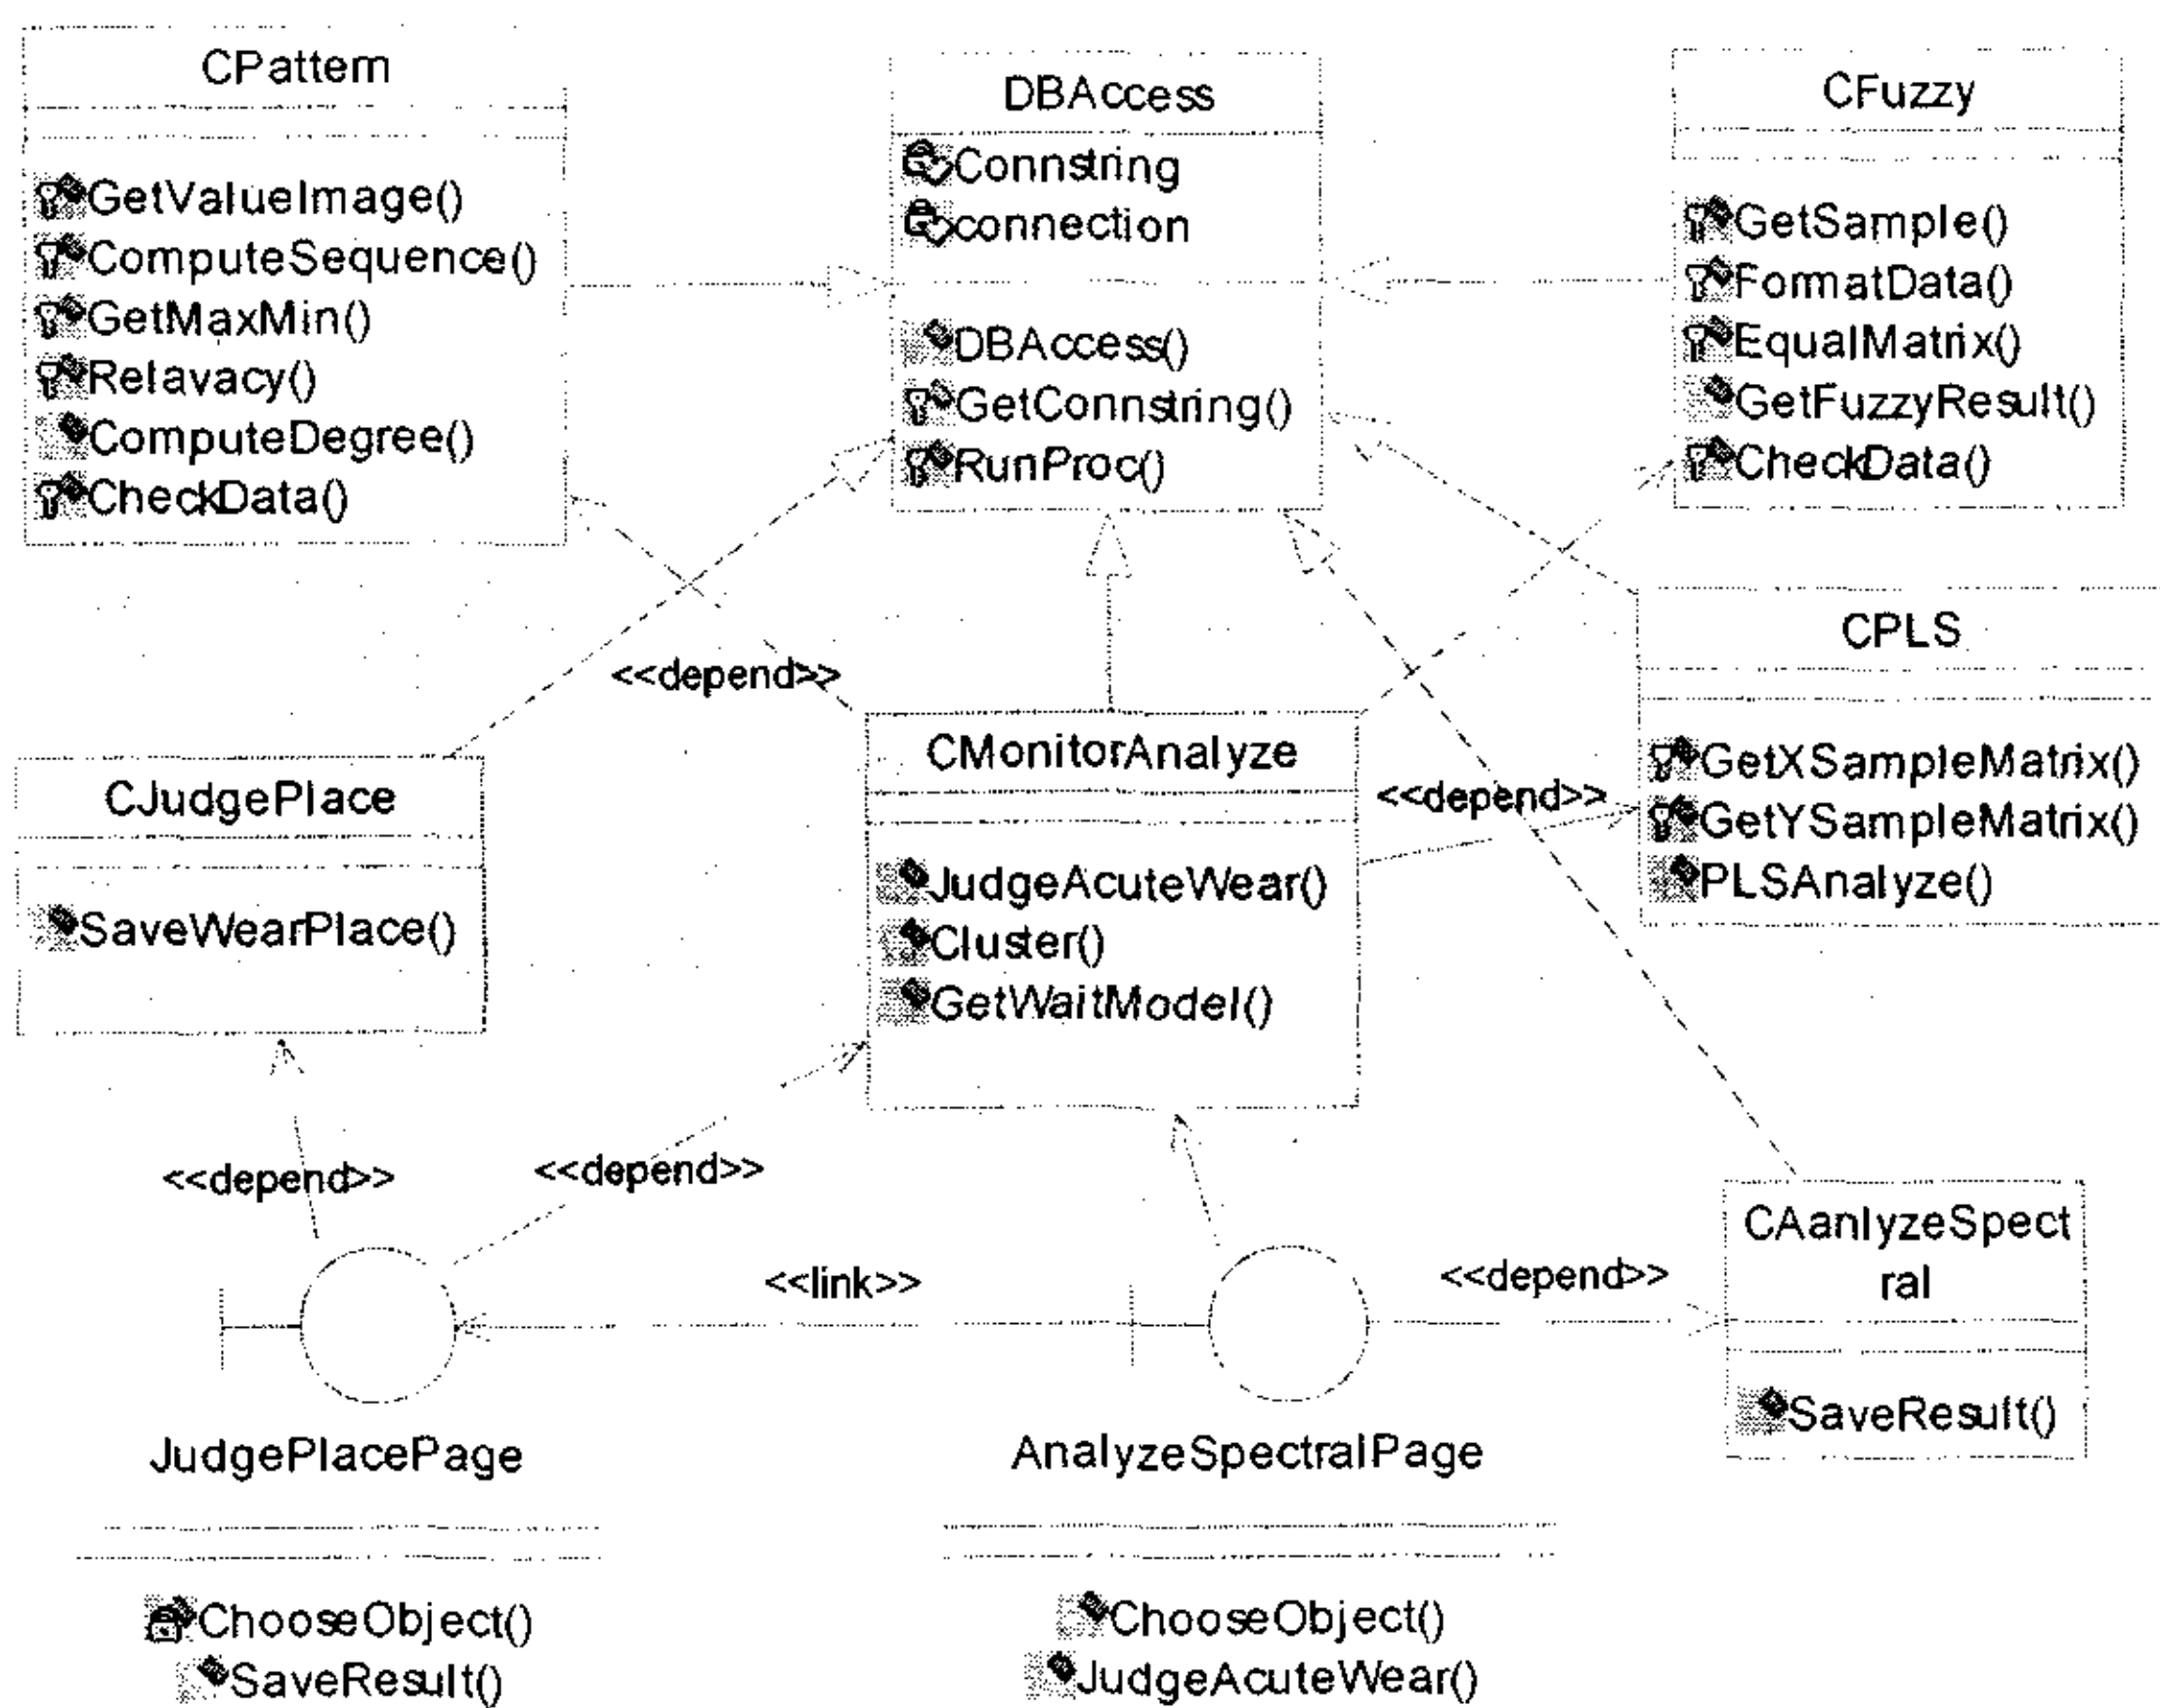 CPattern
GetValueImage()
ComputeSequence()
GetMaxMin()
Relavacy()
ComputeDegree()
CheckData()
DBAccess
Connstring
connection
DBAccess()
GetConnstring()
RunProc()
CFuzzy
GetSample()
FormatData()
EqualMatrix()
GetFuzzyResult()
CheckData()
<<depend>>
CPLS
GetXSampleMatrix()
GetYSampleMatrix()
PLSAnalyze()
CJudgePlace
SaveWearPlace()
CMonitorAnalyze
JudgeAcuteWear()
Cluster()
GetWaitModel()
<<depend>>
<<depend>>
<<depend>>
<<link>>
<<depend>>
CAanlyzeSpect
ral
SaveResult()
JudgePlacePage
ChooseObject()
SaveResult()
AnalyzeSpectralPage
ChooseObject()
JudgeAcuteWear()